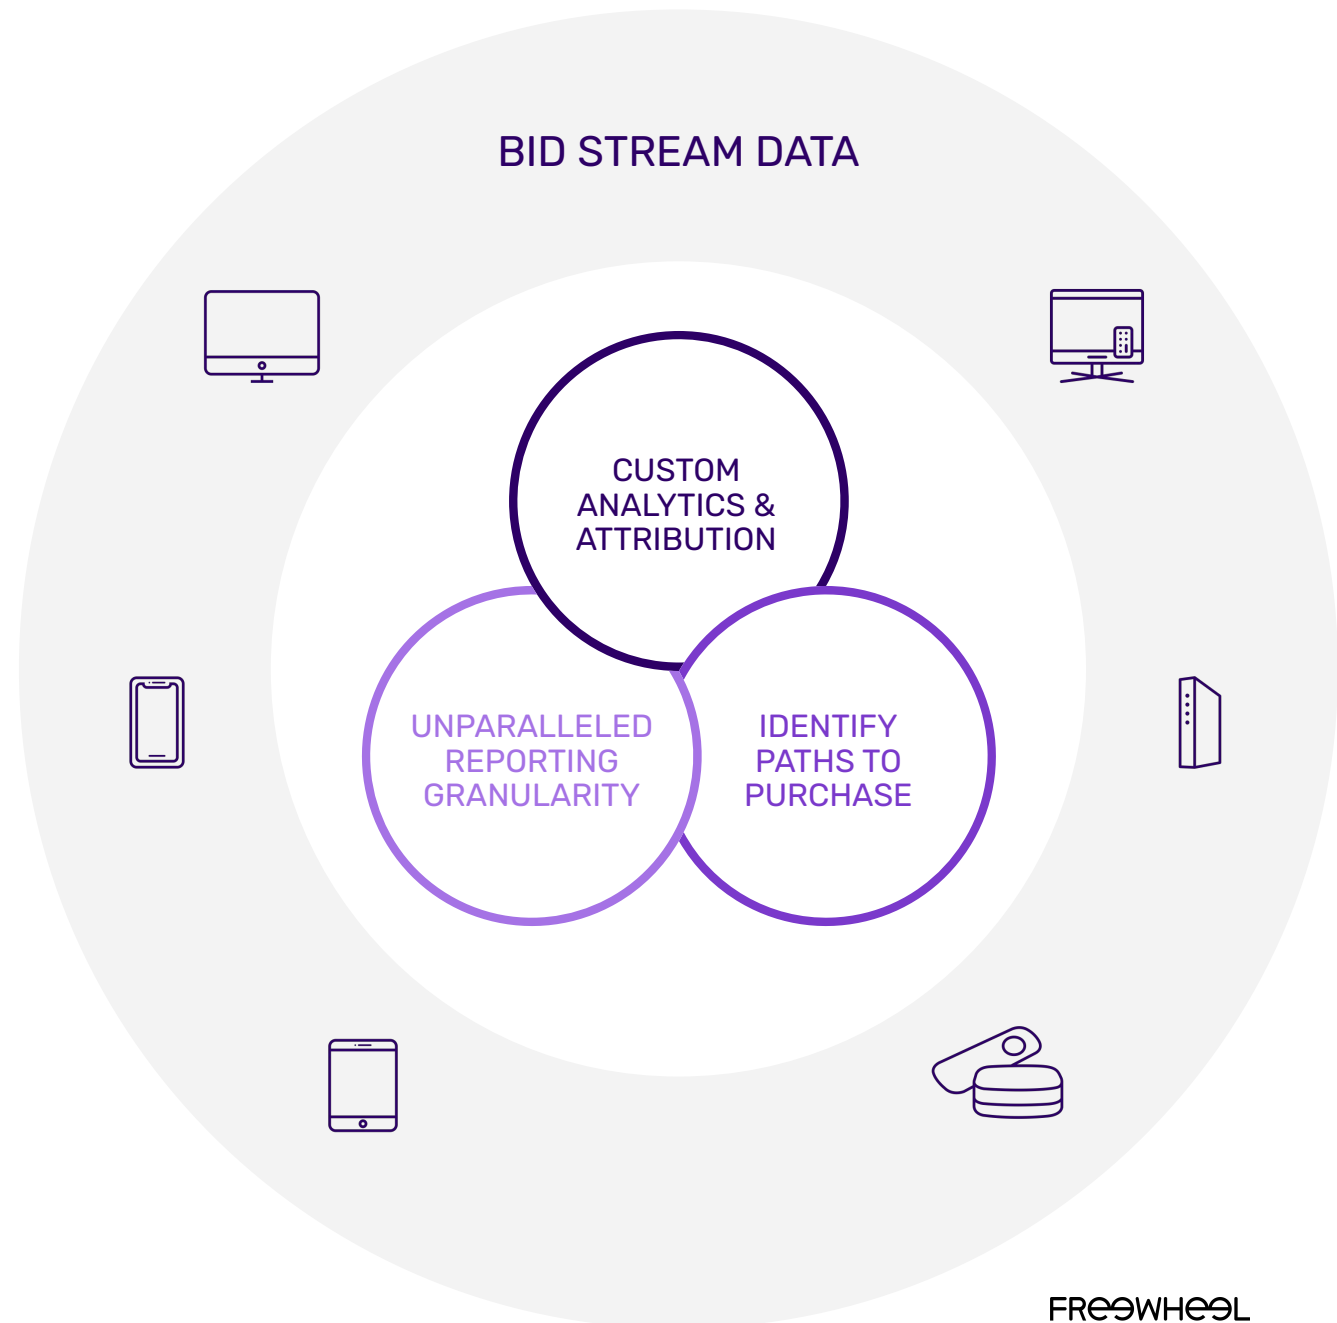 BID STREAM DATA
CUSTOM
ANALYTICS &
ATTRIBUTION
UNPARALLELED
REPORTING
GRANULARITY
IDENTIFY
PATHS TO
PURCHASE
FREEWHEEL